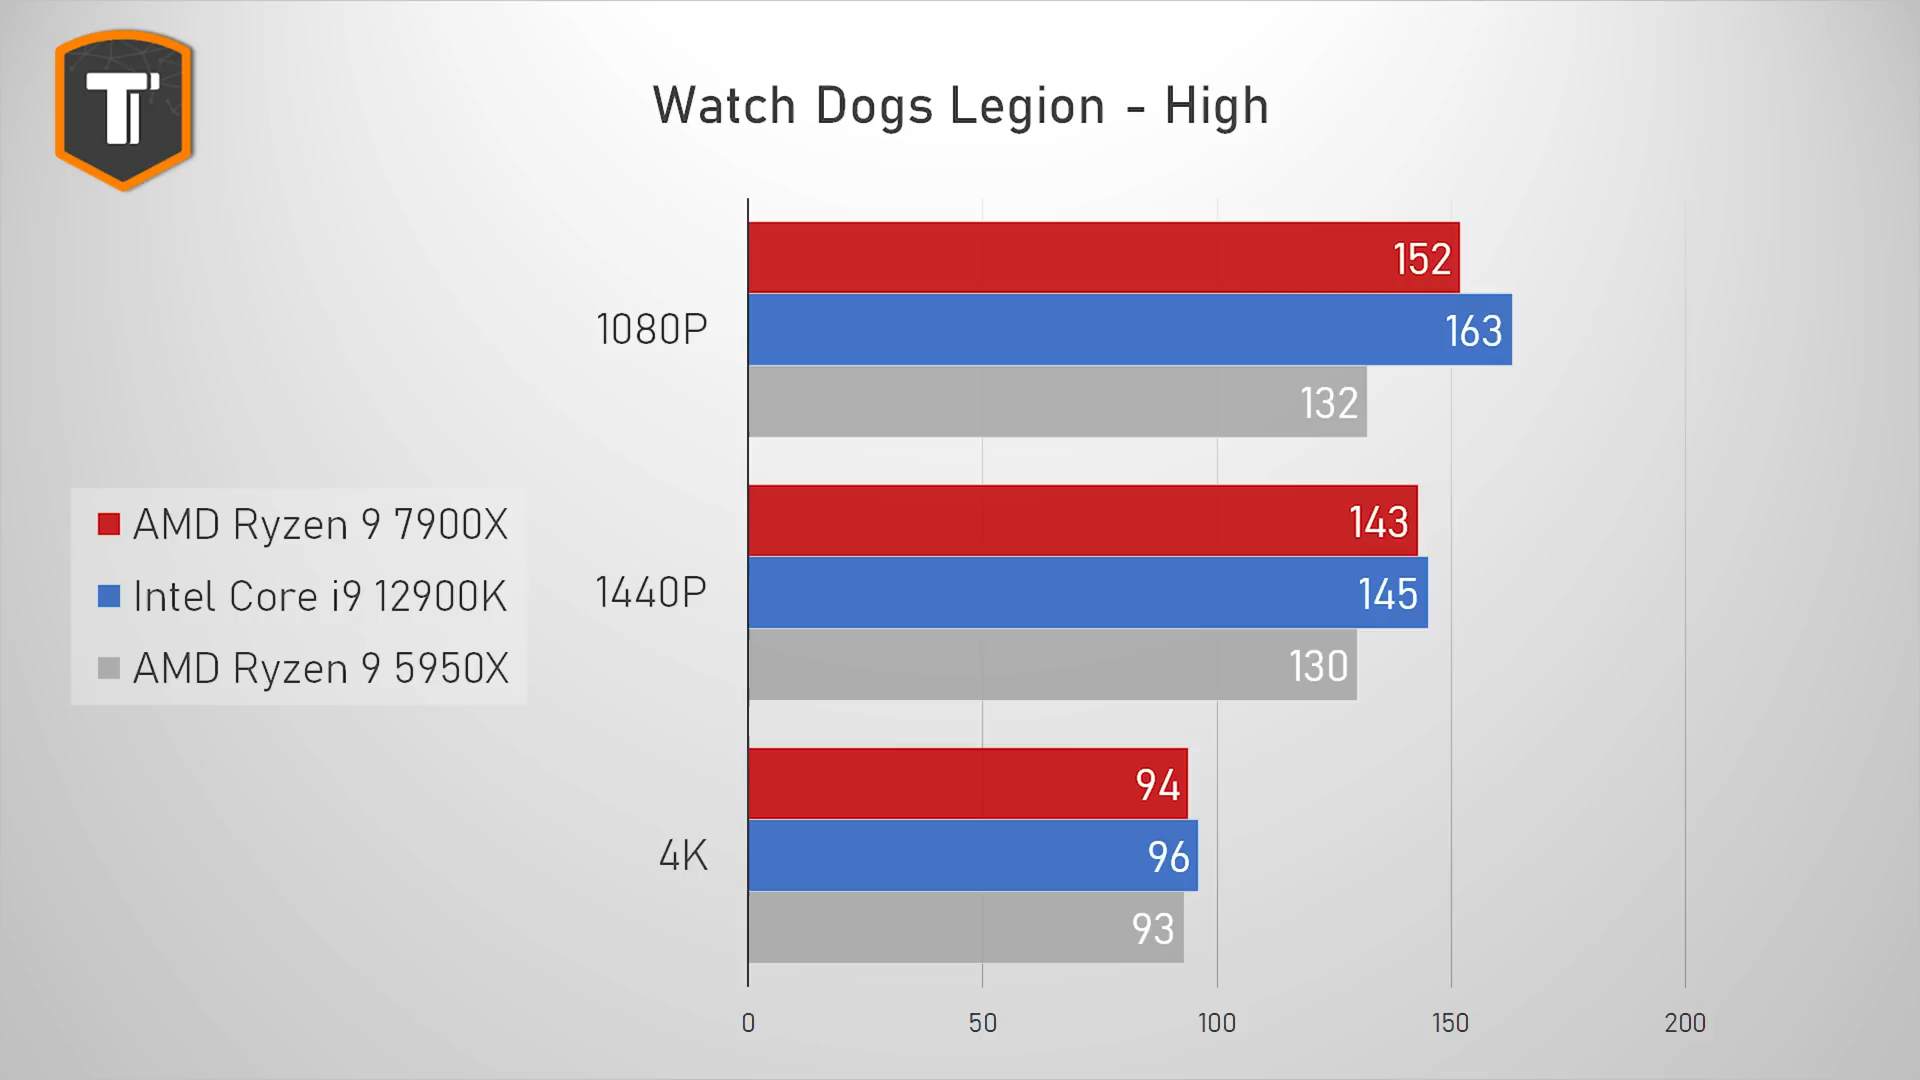 T
Watch Dogs Legion - High
AMD Ryzen 9 7900X
Intel Core i9 12900K
AMD Ryzen 9 5950X
1080P
152
163
132
1440P
143
145
130
4K
94
96
93
0 50 100 150 200